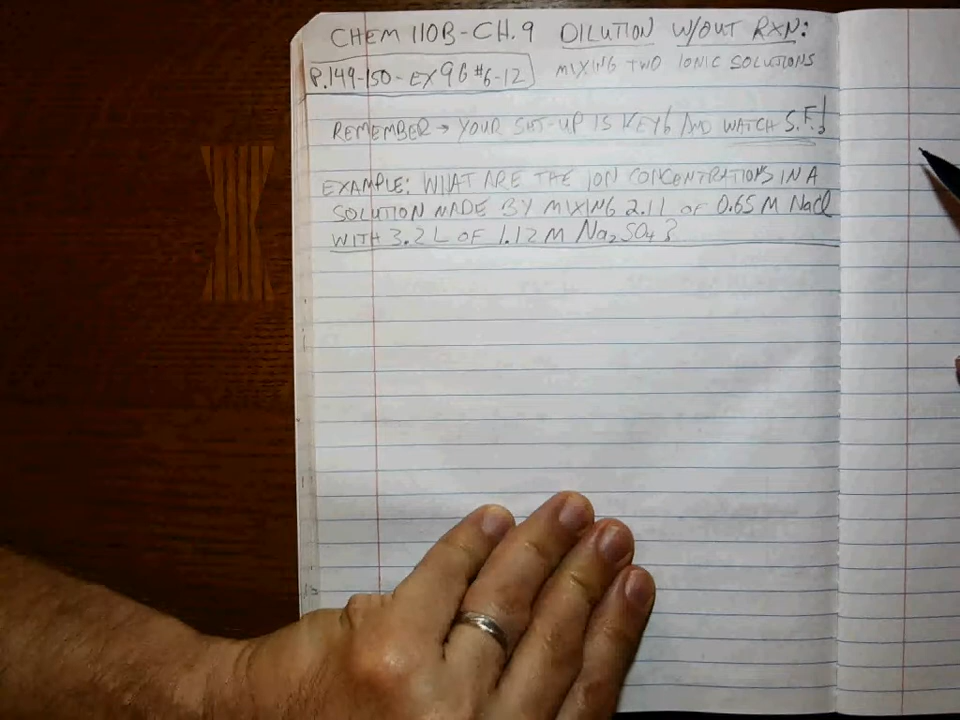 CHEM 110B-CH.9 DILUTION W/OUT RXN:
P.149-150-EX 9G #6-12 MIXING TWO IONIC SOLUTIONS
REMEMBER → YOUR SET-UP IS KEY! AND WATCH S.F.!
EXAMPLE: WHAT ARE THE ION CONCENTRATIONS IN A
SOLUTION MADE BY MIXING 2.1L OF 0.65 M NaCl
WITH 3.2L OF 1.12 M Na₂SO₄?